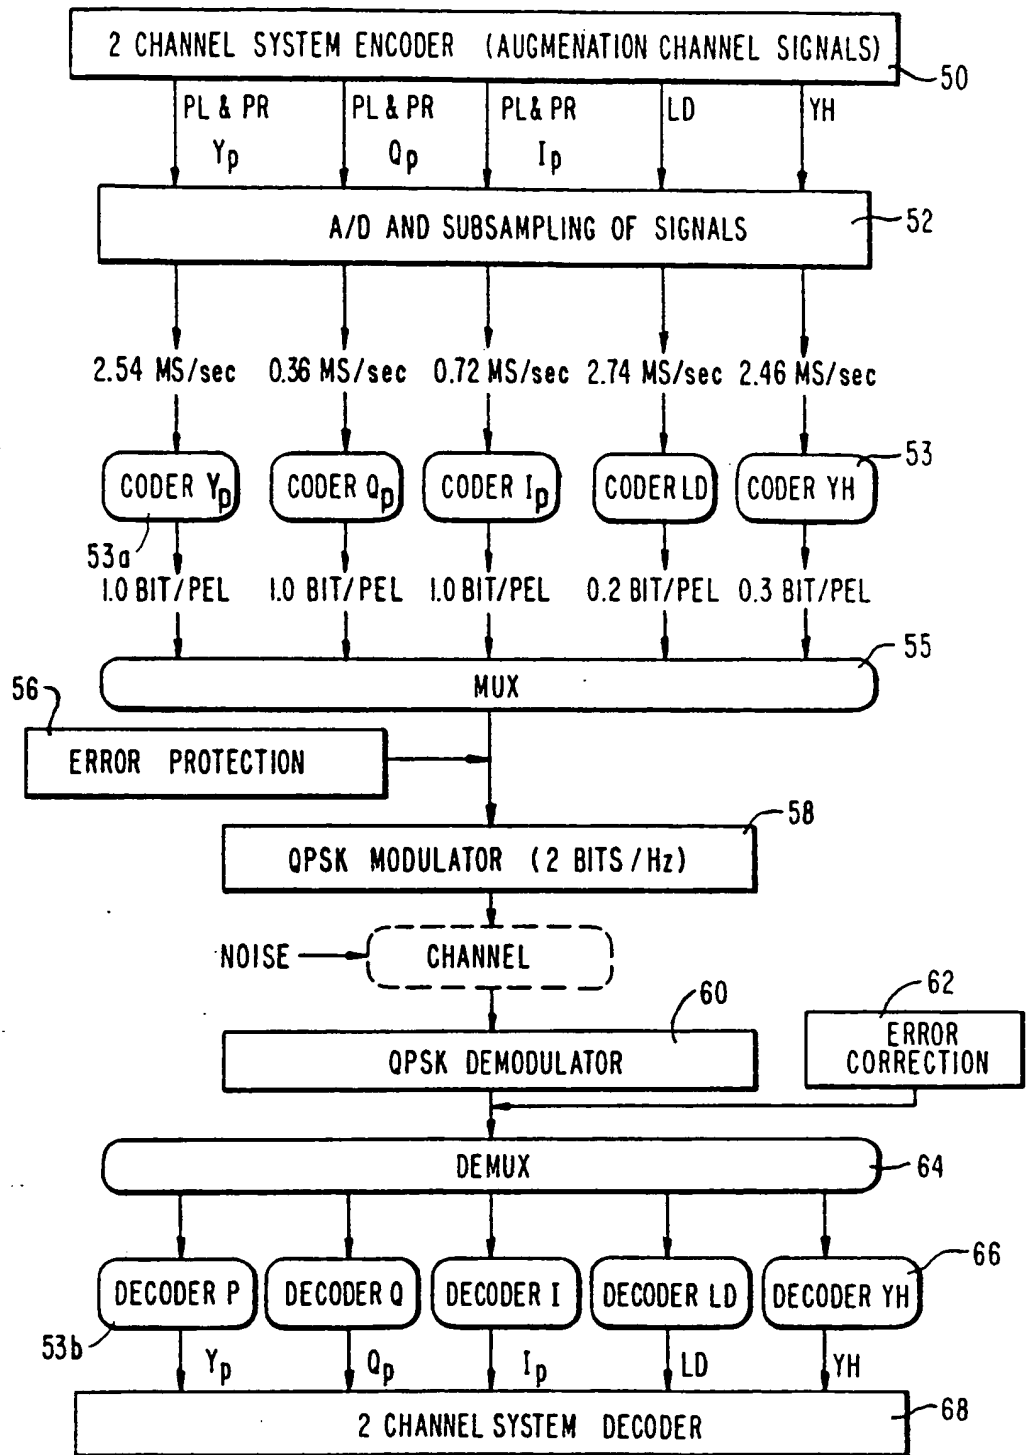 2 CHANNEL SYSTEM ENCODER (AUGMENATION CHANNEL SIGNALS)
50
PL & PR PL & PR PL & PR LD YH
Yp Qp Ip
A/D AND SUBSAMPLING OF SIGNALS
52
2.54 MS/sec 0.36 MS/sec 0.72 MS/sec 2.74 MS/sec 2.46 MS/sec
53
CODER Yp CODER Qp CODER Ip CODER LD CODER YH
53a
1.0 BIT/PEL 1.0 BIT/PEL 1.0 BIT/PEL 0.2 BIT/PEL 0.3 BIT/PEL
55
MUX
56
ERROR PROTECTION
58
QPSK MODULATOR (2 BITS/Hz)
NOISE CHANNEL
60
62
QPSK DEMODULATOR
ERROR
CORRECTION
DEMUX
64
66
DECODER P DECODER Q DECODER I DECODER LD DECODER YH
53b
Yp Qp Ip LD YH
2 CHANNEL SYSTEM DECODER
68